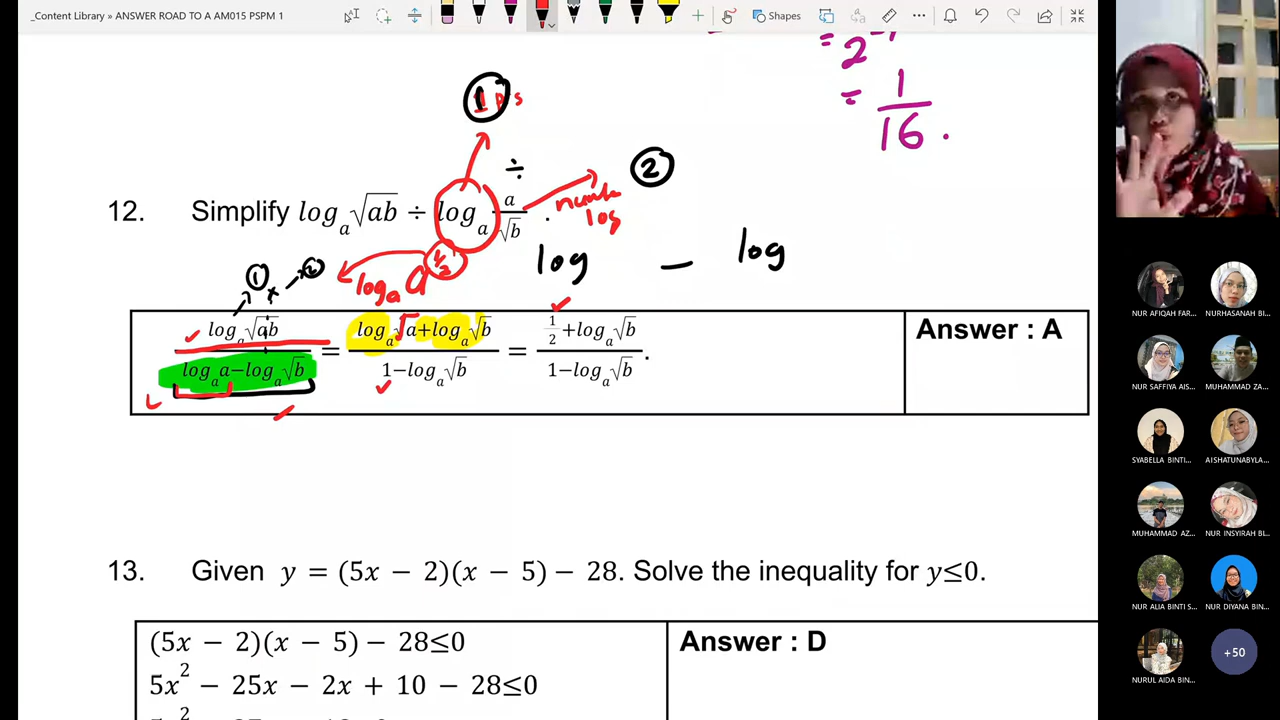 _Content Library » ANSWER ROAD TO A AM015 PSPM 1
Shapes
= 2
= 1/16 .
①
÷
②
12. Simplify log_a √(ab) ÷ log_a a/√b .
log
① x ②
log_a a^(1/2)
log − log
(log_a √(ab))/(log_a a−log_a √b) = (log_a √a+log_a √b)/(1−log_a √b) = (1/2+log_a √b)/(1−log_a √b) .
Answer : A
13. Given y = (5x − 2)(x − 5) − 28. Solve the inequality for y≤0.
(5x − 2)(x − 5) − 28≤0
Answer : D
5x² − 25x − 2x + 10 − 28≤0
NUR AFIQAH FAR...
NURHASANAH BI...
NUR SAFFIYA AIS...
MUHAMMAD ZA...
SYABELLA BINTI...
AISHATUNABYLA...
MUHAMMAD AZ...
NUR INSYIRAH BI...
NUR ALIA BINTI S...
NUR DIYANA BIN...
NURUL AIDA BIN...
+50